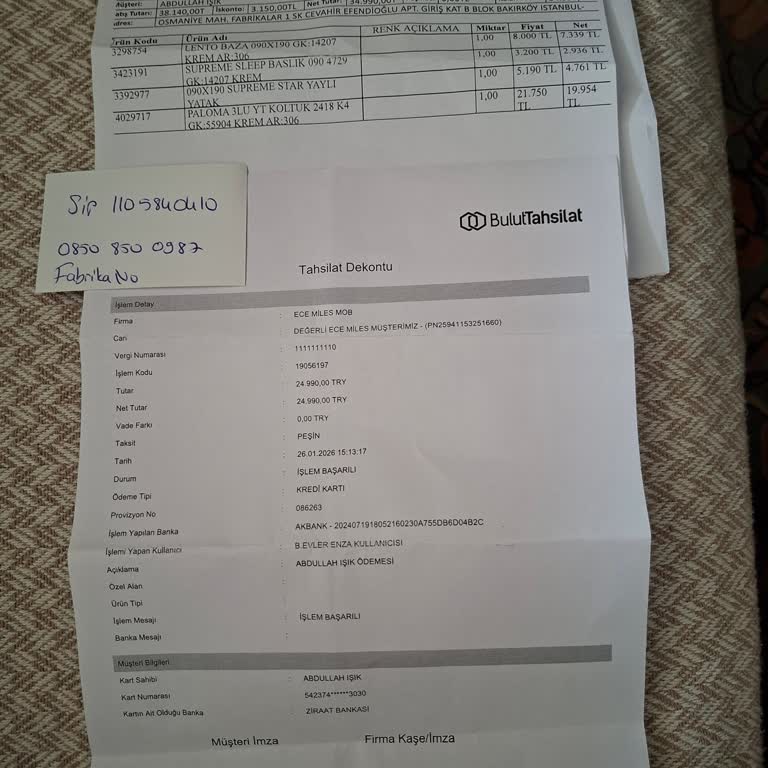 Müşteri: ABDULLAH IŞIK
Satış Tutarı: 38.140,00T İskonto: 3.150,00TL Net Tutar: 34.990,00T
Adres: OSMANİYE MAH. FABRİKALAR 1 SK CEVAHİR EFENDİOĞLU APT. GİRİŞ KAT B BLOK BAKIRKÖY İSTANBUL-
Ürün Kodu Ürün Adı RENK AÇIKLAMA Miktar Fiyat Net
3298754 LENTO BAZA 090X190 GK:14207 KREM AR:306 1,00 8.000 TL 7.339 TL
3423191 SUPREME SLEEP BASLIK 090 4729 GK:14207 KREM 1,00 3.200 TL 2.936 TL
3392977 090X190 SUPREME STAR YAYLI YATAK 1,00 5.190 TL 4.761 TL
4029717 PALOMA 3LU YT KOLTUK 2418 K4 GK:55904 KREM AR:306 1,00 21.750 TL 19.954 TL
Sip 1105840410
0850 850 0987
Fabrika No
BulutTahsilat
Tahsilat Dekontu
İşlem Detay
Firma : ECE MİLES MOB
Cari : DEĞERLİ ECE MİLES MÜŞTERİMİZ - (PN25941153251660)
Vergi Numarası : 1111111110
İşlem Kodu : 19056197
Tutar : 24.990,00 TRY
Net Tutar : 24.990,00 TRY
Vade Farkı : 0,00 TRY
Taksit : PEŞİN
Tarih : 26.01.2026 15:13:17
Durum : İŞLEM BAŞARILI
Ödeme Tipi : KREDİ KARTI
Provizyon No : 086263
İşlem Yapılan Banka : AKBANK - 2024071918052160230A755DB6D04B2C
İşlemi Yapan Kullanıcı : B.EVLER ENZA KULLANICISI
Açıklama : ABDULLAH IŞIK ÖDEMESİ
Özel Alan :
Ürün Tipi :
İşlem Mesajı : İŞLEM BAŞARILI
Banka Mesajı :
Müşteri Bilgileri
Kart Sahibi : ABDULLAH IŞIK
Kart Numarası : 542374******3030
Kartın Ait Olduğu Banka : ZİRAAT BANKASI
Müşteri İmza Firma Kaşe/İmza